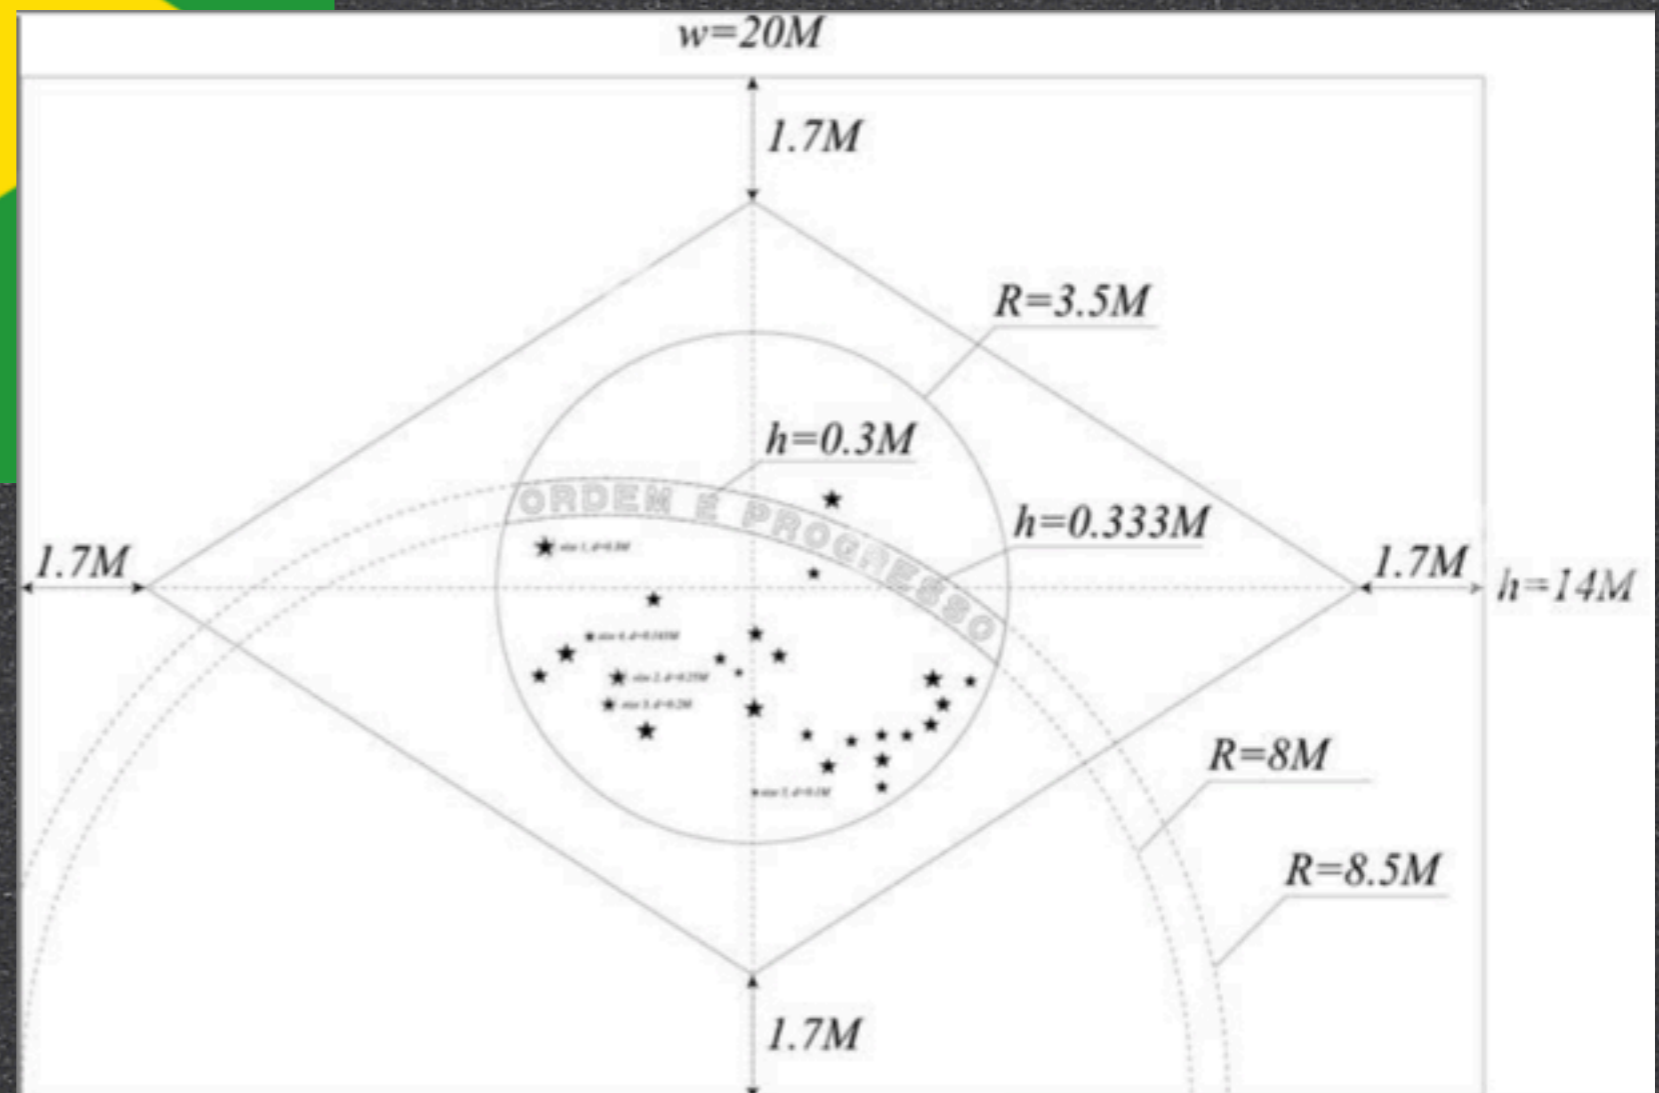 w=20M
1.7M
R=3.5M
h=0.3M
ORDEM E PROGRESSO
h=0.333M
1.7M
1.7M
h=14M
R=8M
R=8.5M
1.7M